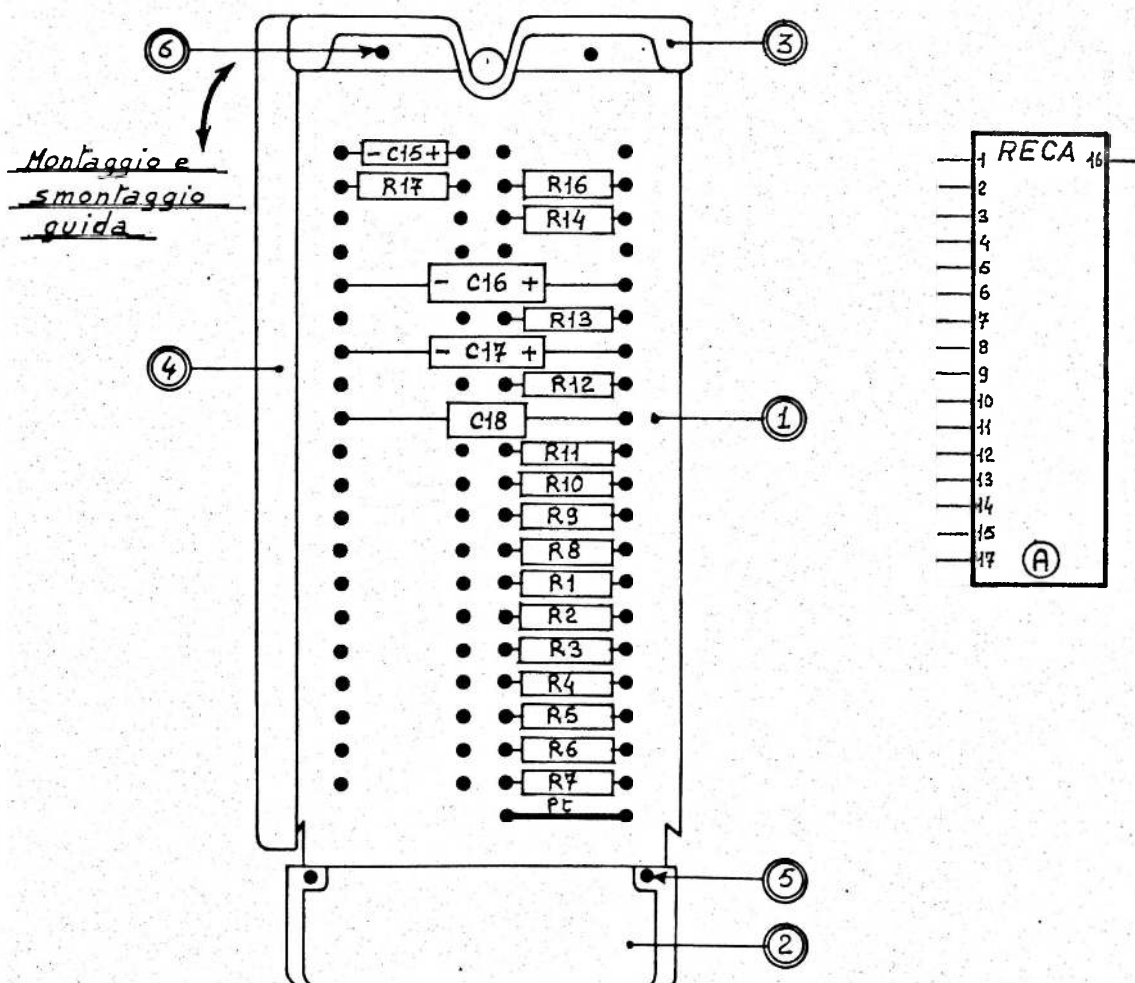 6
3
Montaggio e
smontaggio
guida
- C15 +
R17
R16
R14
- C16 +
R13
- C17 +
R12
C18
R11
R10
R9
R8
R1
R2
R3
R4
R5
R6
R7
Pt
4
1
5
2
RECA
1
16
2
3
4
5
6
7
8
9
10
11
12
13
14
15
17
A